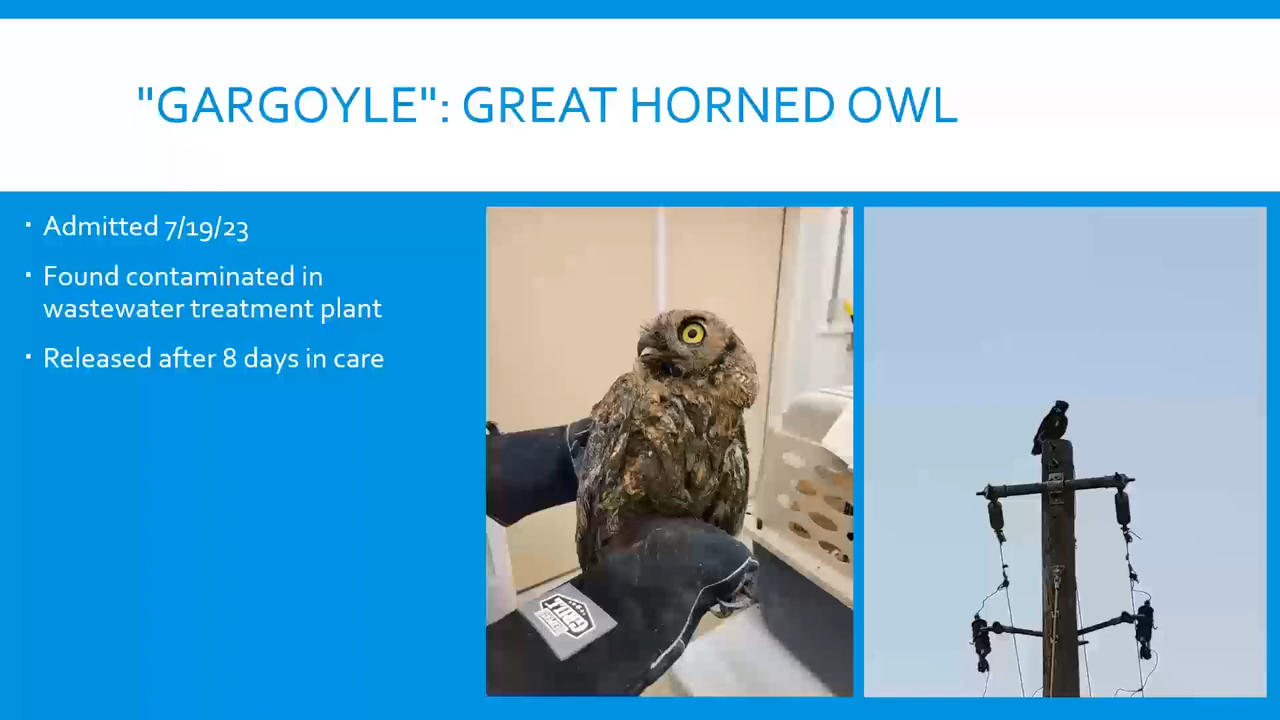 "GARGOYLE": GREAT HORNED OWL
▪ Admitted 7/19/23
▪ Found contaminated in
wastewater treatment plant
▪ Released after 8 days in care